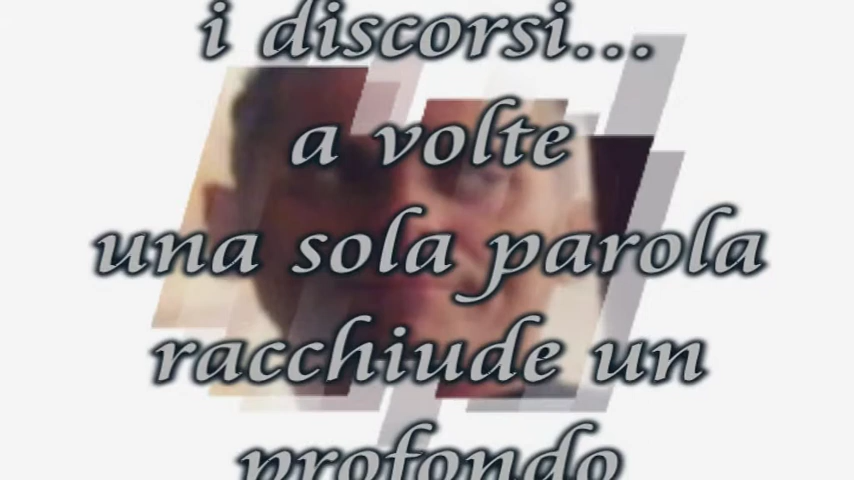 i discorsi...
a volte
una sola parola
racchiude un
profondo